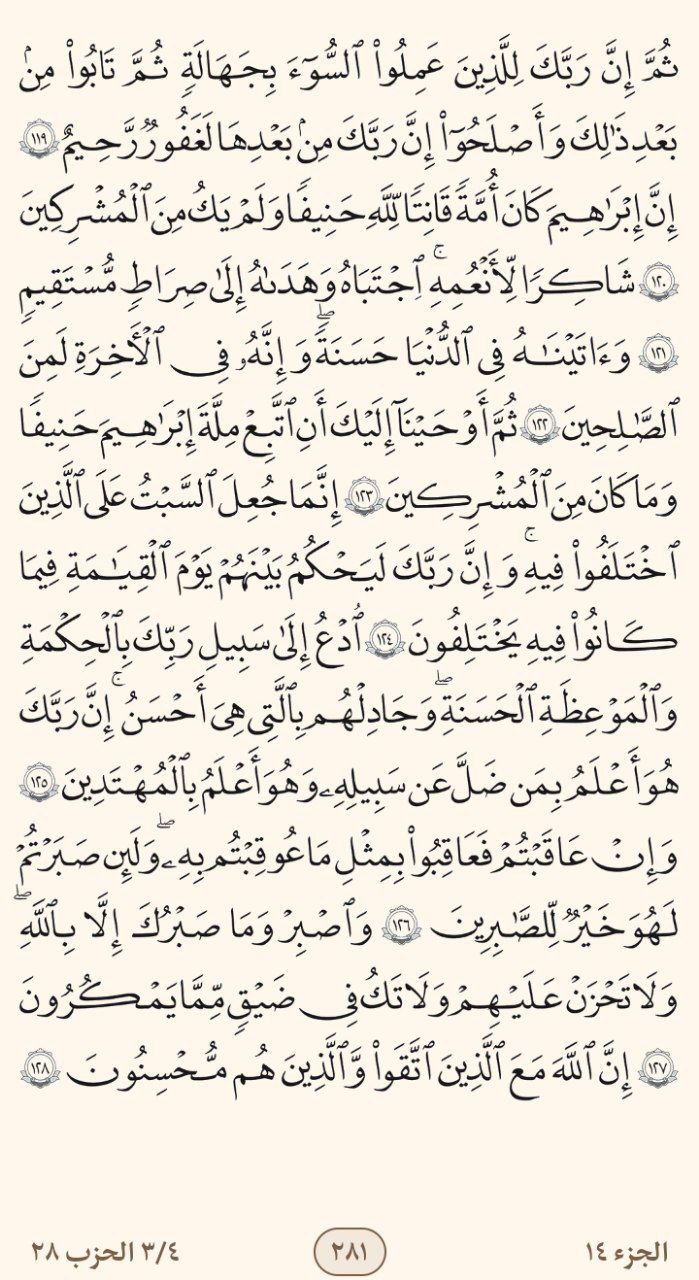 ثُمَّ إِنَّ رَبَّكَ لِلَّذِينَ عَمِلُوا۟ ٱلسُّوٓءَ بِجَهَـٰلَةٍۢ ثُمَّ تَابُوا۟ مِنۢ
بَعْدِ ذَٰلِكَ وَأَصْلَحُوٓا۟ إِنَّ رَبَّكَ مِنۢ بَعْدِهَا لَغَفُورٌۭ رَّحِيمٌ ١١٩
إِنَّ إِبْرَٰهِيمَ كَانَ أُمَّةًۭ قَانِتًۭا لِّلَّهِ حَنِيفًۭا وَلَمْ يَكُ مِنَ ٱلْمُشْرِكِينَ
١٢٠ شَاكِرًۭا لِّأَنْعُمِهِ ۚ ٱجْتَبَىٰهُ وَهَدَىٰهُ إِلَىٰ صِرَٰطٍۢ مُّسْتَقِيمٍۢ
١٢١ وَءَاتَيْنَـٰهُ فِى ٱلدُّنْيَا حَسَنَةًۭ ۖ وَإِنَّهُۥ فِى ٱلْـَٔاخِرَةِ لَمِنَ
ٱلصَّـٰلِحِينَ ١٢٢ ثُمَّ أَوْحَيْنَآ إِلَيْكَ أَنِ ٱتَّبِعْ مِلَّةَ إِبْرَٰهِيمَ حَنِيفًۭا
وَمَا كَانَ مِنَ ٱلْمُشْرِكِينَ ١٢٣ إِنَّمَا جُعِلَ ٱلسَّبْتُ عَلَى ٱلَّذِينَ
ٱخْتَلَفُوا۟ فِيهِ ۚ وَإِنَّ رَبَّكَ لَيَحْكُمُ بَيْنَهُمْ يَوْمَ ٱلْقِيَـٰمَةِ فِيمَا
كَانُوا۟ فِيهِ يَخْتَلِفُونَ ١٢٤ ٱدْعُ إِلَىٰ سَبِيلِ رَبِّكَ بِٱلْحِكْمَةِ
وَٱلْمَوْعِظَةِ ٱلْحَسَنَةِ ۖ وَجَـٰدِلْهُم بِٱلَّتِى هِىَ أَحْسَنُ ۚ إِنَّ رَبَّكَ
هُوَ أَعْلَمُ بِمَن ضَلَّ عَن سَبِيلِهِۦ وَهُوَ أَعْلَمُ بِٱلْمُهْتَدِينَ ١٢٥
وَإِنْ عَاقَبْتُمْ فَعَاقِبُوا۟ بِمِثْلِ مَا عُوقِبْتُم بِهِۦ ۖ وَلَئِن صَبَرْتُمْ
لَهُوَ خَيْرٌۭ لِّلصَّـٰبِرِينَ ١٢٦ وَٱصْبِرْ وَمَا صَبْرُكَ إِلَّا بِٱللَّهِ ۚ
وَلَا تَحْزَنْ عَلَيْهِمْ وَلَا تَكُ فِى ضَيْقٍۢ مِّمَّا يَمْكُرُونَ
١٢٧ إِنَّ ٱللَّهَ مَعَ ٱلَّذِينَ ٱتَّقَوا۟ وَّٱلَّذِينَ هُم مُّحْسِنُونَ ١٢٨
الجزء ١٤
٢٨١
٣/٤ الحزب ٢٨